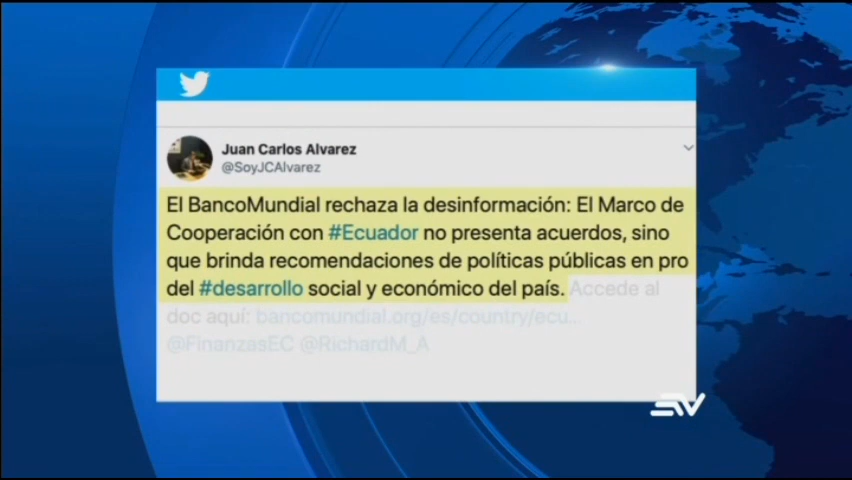 Juan Carlos Alvarez
@SoyJCAlvarez
El BancoMundial rechaza la desinformación: El Marco de
Cooperación con #Ecuador no presenta acuerdos, sino
que brinda recomendaciones de políticas públicas en pro
del #desarrollo social y económico del país. Accede al
doc aquí: bancomundial.org/es/country/ecu...
@FinanzasEC @RichardM_A